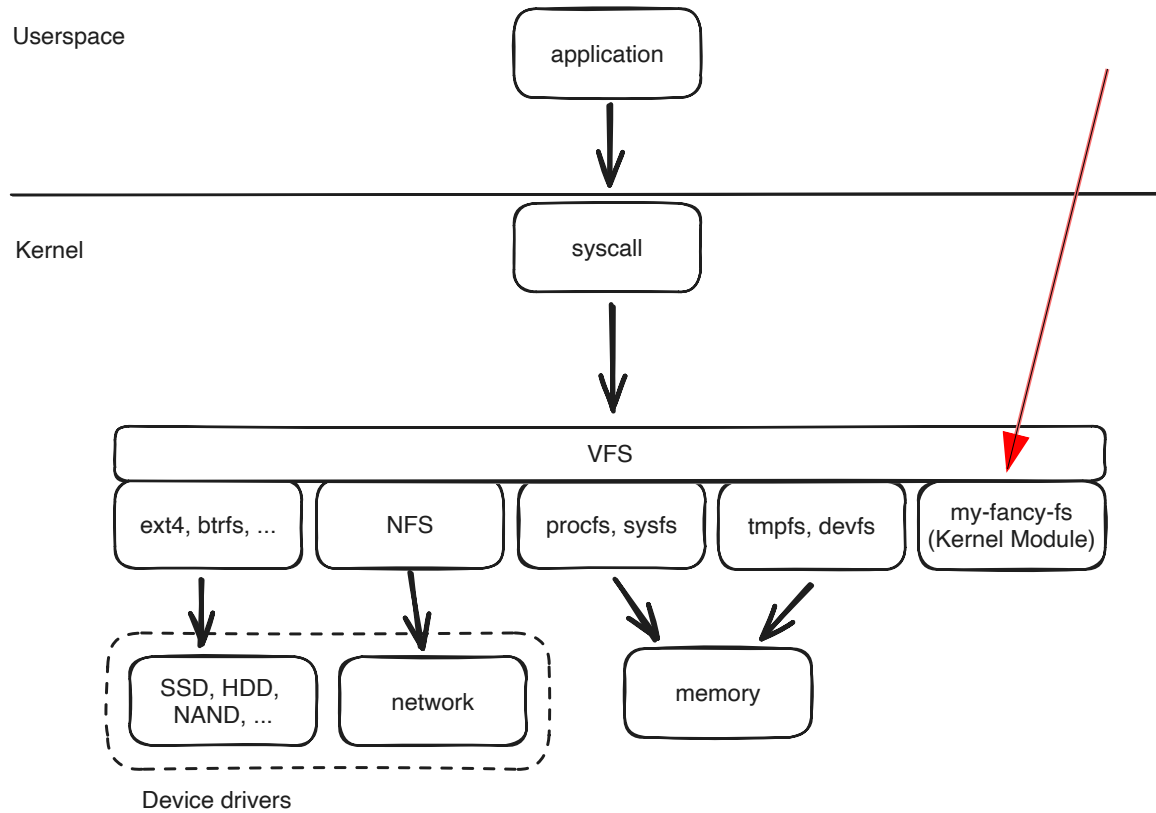 Userspace
application
Kernel
syscall
VFS
ext4, btrfs, ...
NFS
procfs, sysfs
tmpfs, devfs
my-fancy-fs
(Kernel Module)
SSD, HDD,
NAND, ...
network
memory
Device drivers